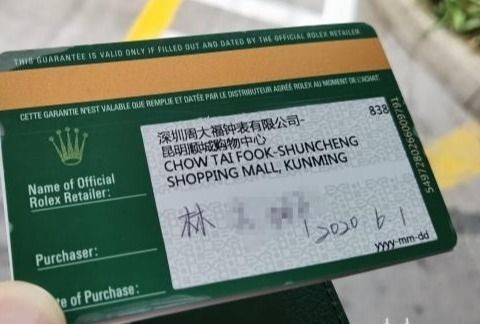 THIS GUARANTEE IS VALID ONLY IF FILLED OUT AND DATED BY THE OFFICIAL ROLEX RETAILER.
CETTE GARANTIE N'EST VALABLE QUE REMPLIE ET DATÉE PAR LE DISTRIBUTEUR AGRÉÉ ROLEX AU MOMENT DE L'ACHAT.
838
深圳周大福钟表有限公司-
昆明顺城购物中心
CHOW TAI FOOK-SHUNCHENG
SHOPPING MALL, KUNMING
Name of Official
Rolex Retailer:
林
2020 6 1
Purchaser:
yyyy-mm-dd
te of Purchase: